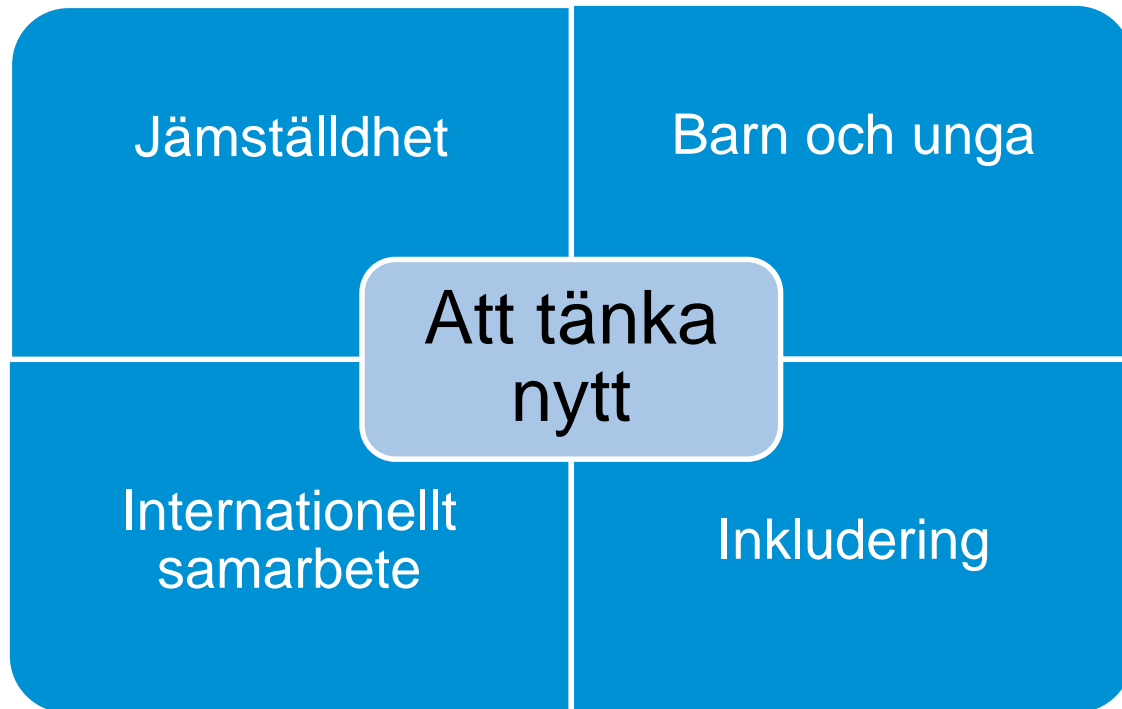 Jämställdhet
Barn och unga
Att tänka
nytt
Internationellt
samarbete
Inkludering